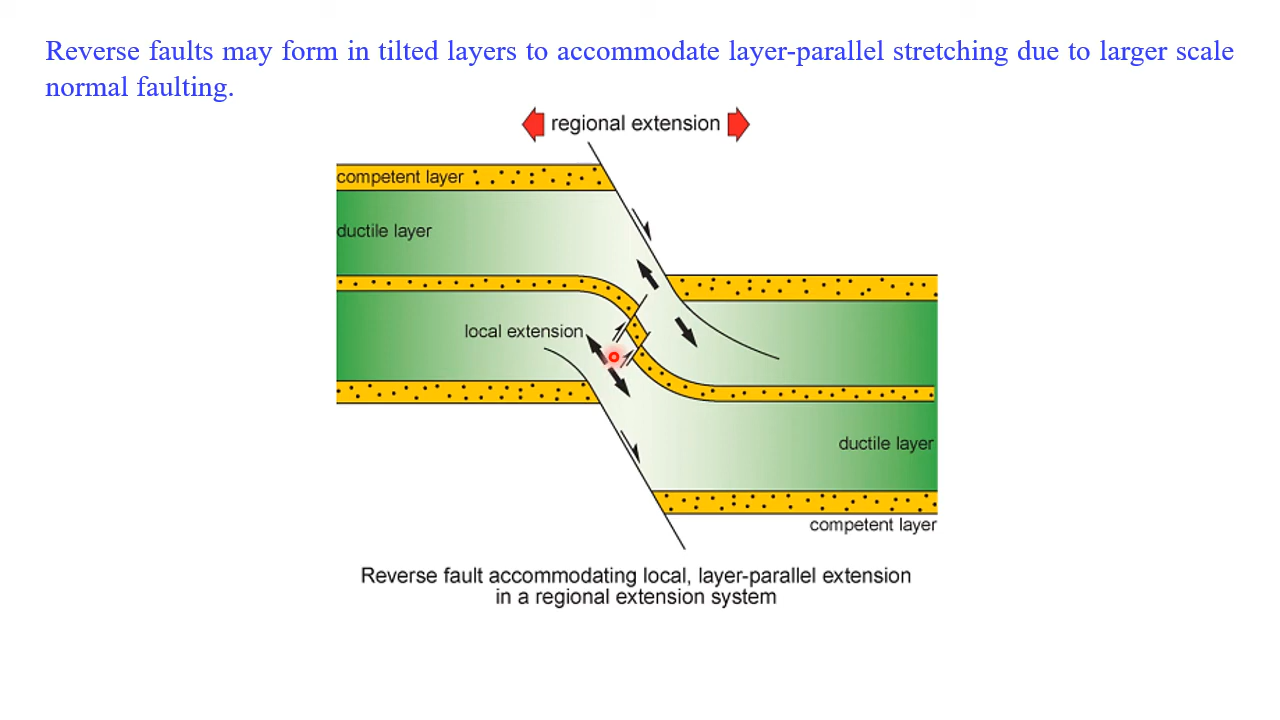 Reverse faults may form in tilted layers to accommodate layer-parallel stretching due to larger scale
normal faulting.
regional extension
competent layer
ductile layer
local extension
ductile layer
competent layer
Reverse fault accommodating local, layer-parallel extension
in a regional extension system